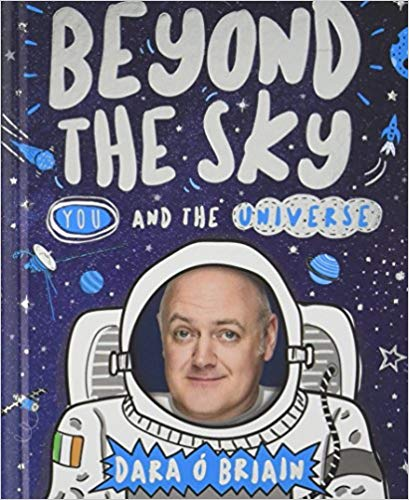 BEYOND
THE SKY
YOU AND THE UNIVERSE
DARA Ó BRIAIN